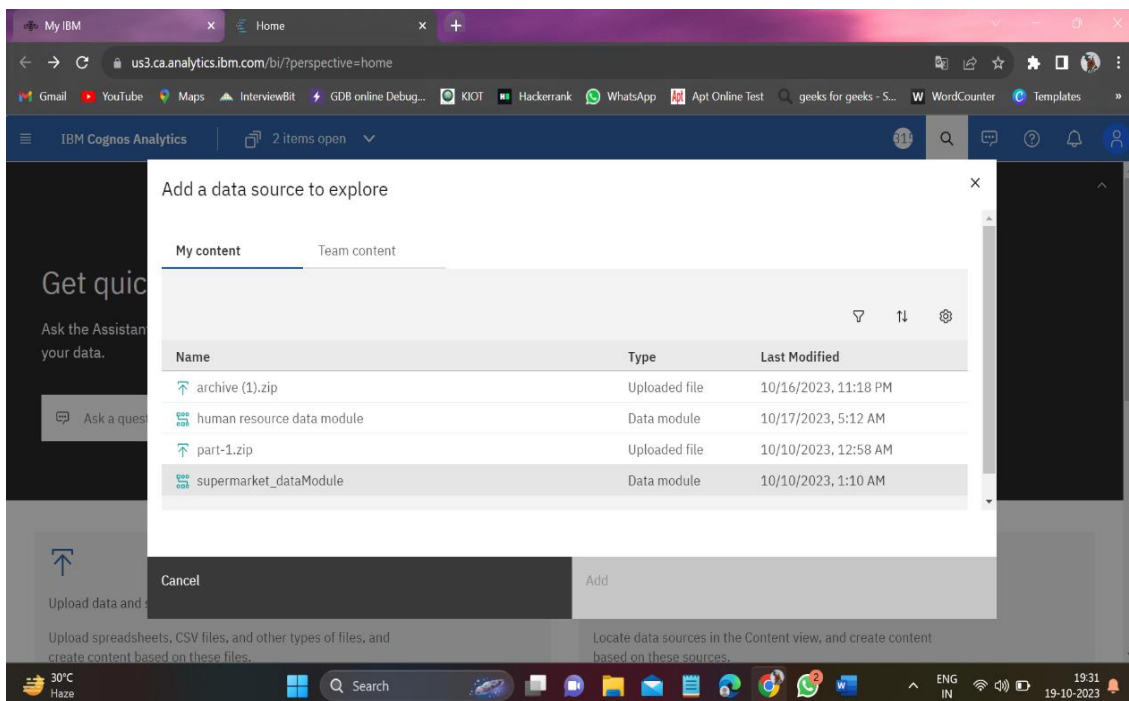 My IBM
Home
us3.ca.analytics.ibm.com/bi/?perspective=home
Gmail YouTube Maps InterviewBit GDB online Debug... KIOT Hackerrank WhatsApp Apt Online Test geeks for geeks - S... WordCounter Templates »
IBM Cognos Analytics 2 items open
Add a data source to explore
My content Team content
Get quic
Ask the Assistan
your data.
Name Type Last Modified
archive (1).zip Uploaded file 10/16/2023, 11:18 PM
Ask a quest
human resource data module Data module 10/17/2023, 5:12 AM
part-1.zip Uploaded file 10/10/2023, 12:58 AM
supermarket_dataModule Data module 10/10/2023, 1:10 AM
Cancel Add
Upload data and
Upload spreadsheets, CSV files, and other types of files, and
create content based on these files.
Locate data sources in the Content view, and create content
based on these sources.
30°C
Haze
Search
2
ENG
IN
19:31
19-10-2023